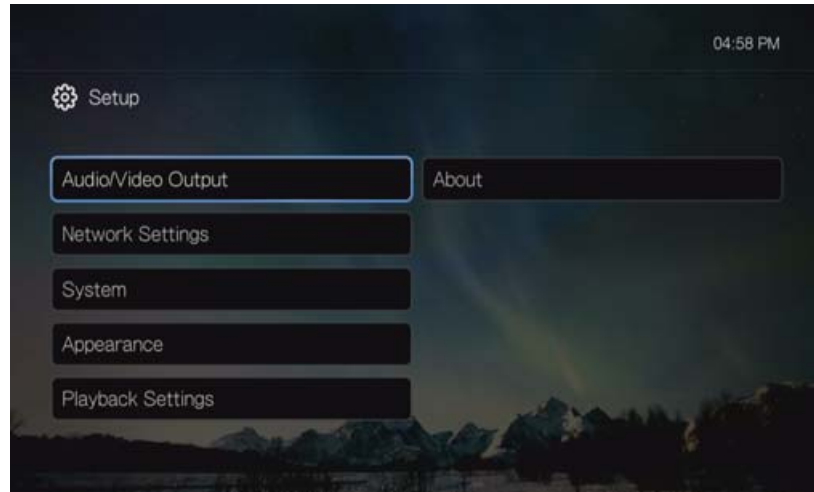 04:58 PM
Setup
Audio/Video Output
About
Network Settings
System
Appearance
Playback Settings